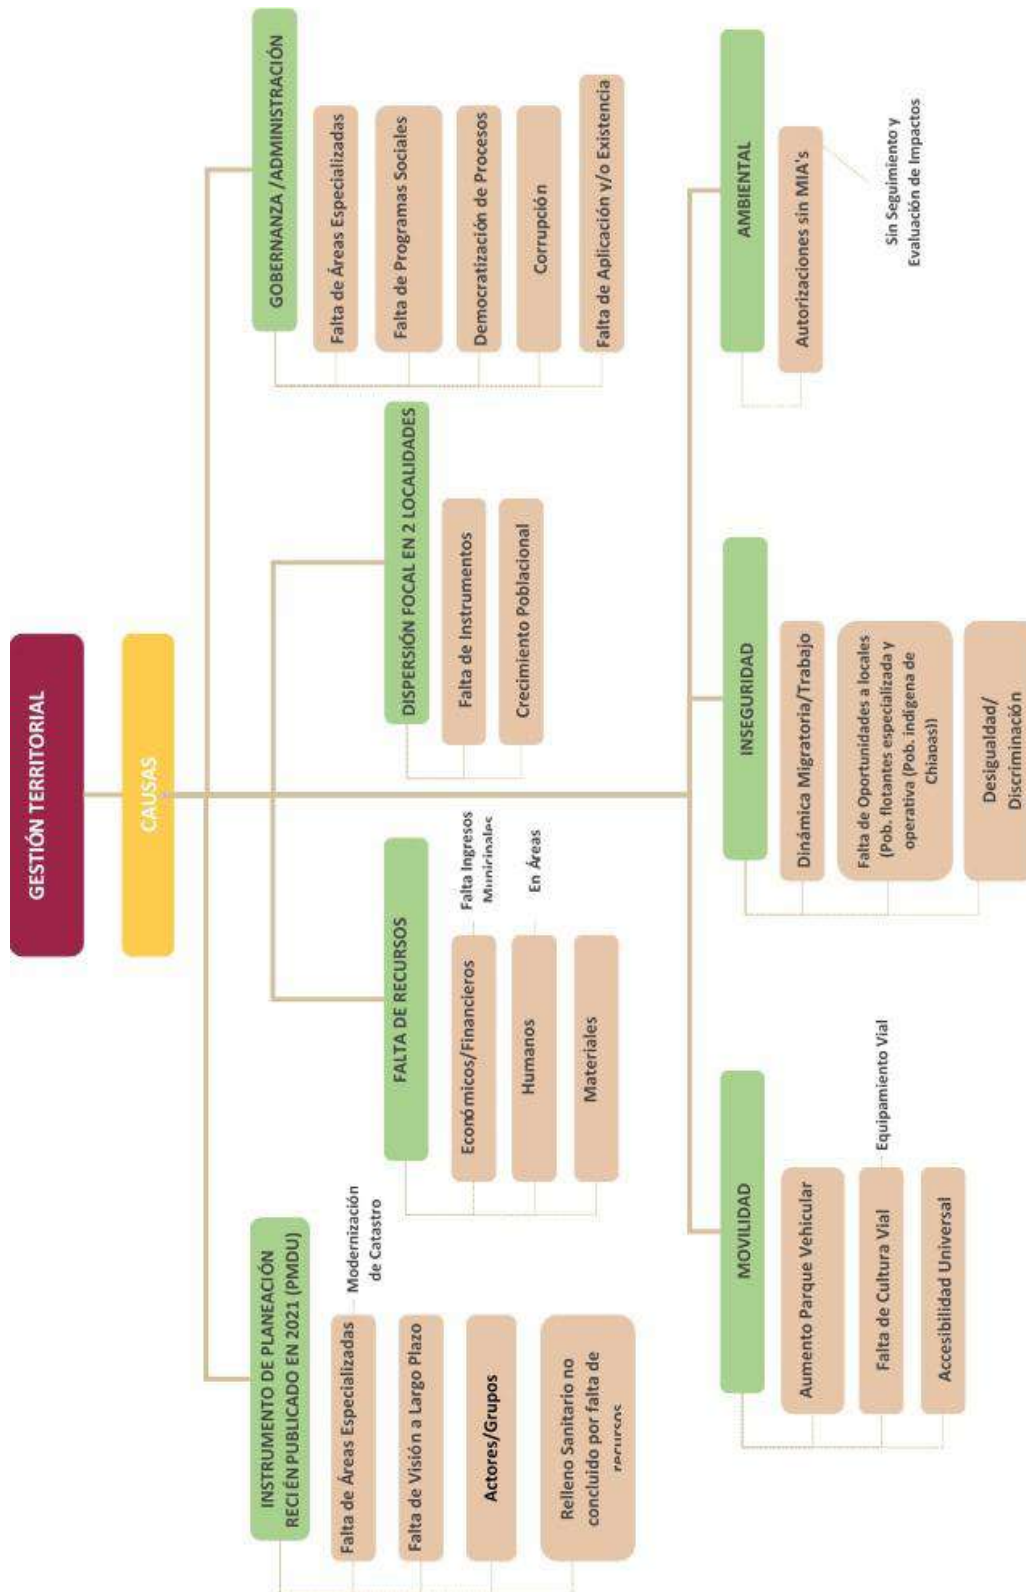 GESTIÓN TERRITORIAL
CAUSAS
INSTRUMENTO DE PLANEACIÓN
RECIÉN PUBLICADO EN 2021 (PMDU)
Falta de Áreas Especializadas
Modernización
de Catastro
Falta de Visión a Largo Plazo
Actores/Grupos
Relleno Sanitario no
concluido por falta de
recursos
FALTA DE RECURSOS
Económicos/Financieros
Falta Ingresos
Municipales
Humanos
En Áreas
Materiales
DISPERSIÓN FOCAL EN 2 LOCALIDADES
Falta de Instrumentos
Crecimiento Poblacional
GOBERNANZA /ADMINISTRACIÓN
Falta de Áreas Especializadas
Falta de Programas Sociales
Democratización de Procesos
Corrupción
Falta de Aplicación y/o Existencia
MOVILIDAD
Aumento Parque Vehicular
Falta de Cultura Vial
Equipamiento Vial
Accesibilidad Universal
INSEGURIDAD
Dinámica Migratoria/Trabajo
Falta de Oportunidades a locales
(Pob. flotantes especializada y
operativa (Pob. indígena de
Chiapas))
Desigualdad/
Discriminación
AMBIENTAL
Autorizaciones sin MIA's
Sin Seguimiento y
Evaluación de Impactos